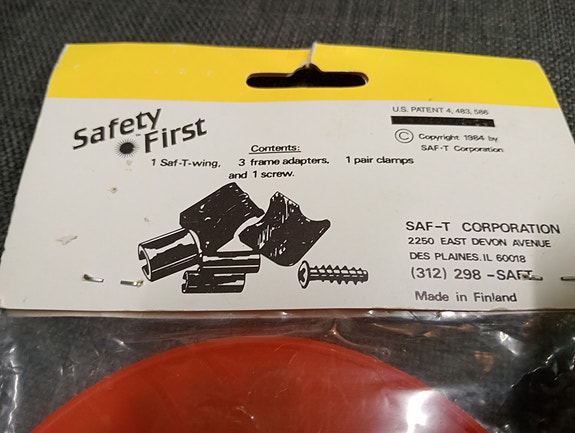 Safety
First
U.S. PATENT 4, 483, 586
© Copyright 1984 by
SAF-T Corporation
Contents:
1 Saf-T-wing, 3 frame adapters, 1 pair clamps
and 1 screw.
SAF-T CORPORATION
2250 EAST DEVON AVENUE
DES PLAINES, IL 60018
(312) 298-SAFT
Made in Finland